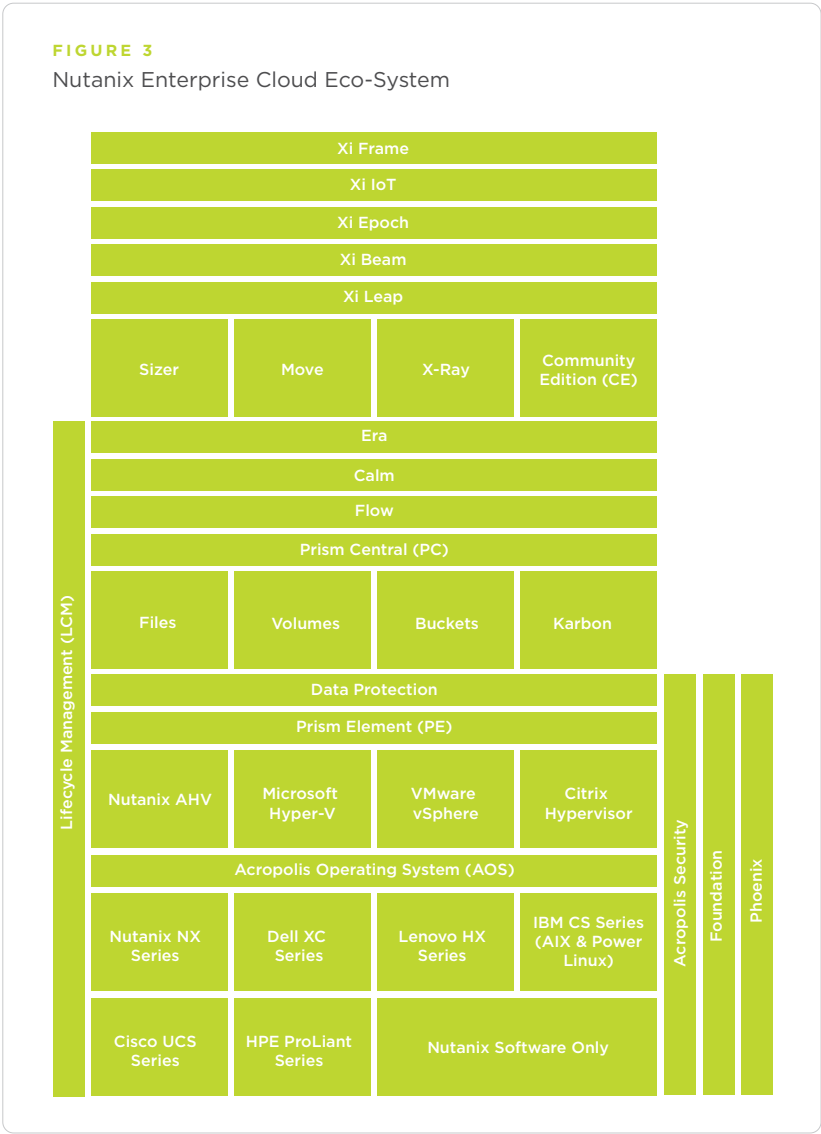 FIGURE 3
Nutanix Enterprise Cloud Eco-System
Xi Frame
Xi IoT
Xi Epoch
Xi Beam
Xi Leap
Sizer
Move
X-Ray
Community
Edition (CE)
Era
Calm
Flow
Prism Central (PC)
Files
Volumes
Buckets
Karbon
Data Protection
Prism Element (PE)
Nutanix AHV
Microsoft
Hyper-V
VMware
vSphere
Citrix
Hypervisor
Acropolis Operating System (AOS)
Nutanix NX
Series
Dell XC
Series
Lenovo HX
Series
IBM CS Series
(AIX & Power
Linux)
Cisco UCS
Series
HPE ProLiant
Series
Nutanix Software Only
Lifecycle Management (LCM)
Acropolis Security
Foundation
Phoenix